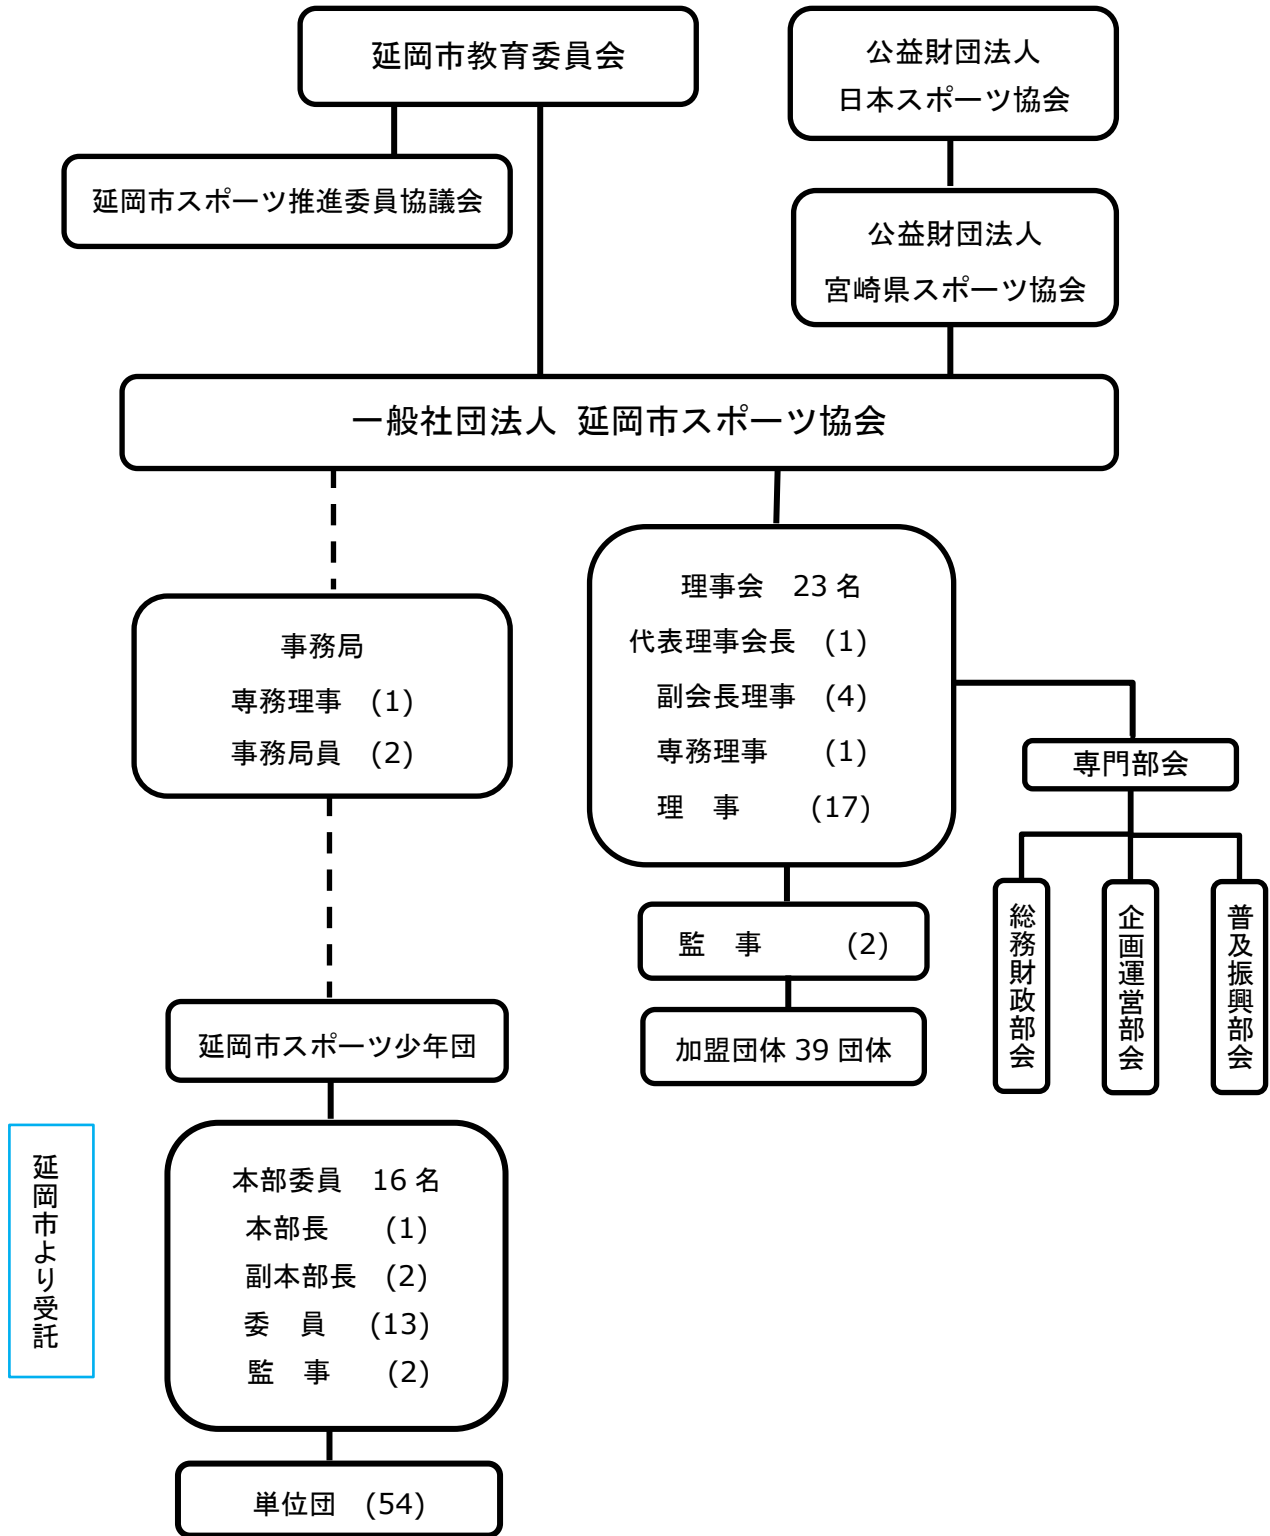 延岡市教育委員会
公益財団法人
日本スポーツ協会
延岡市スポーツ推進委員協議会
公益財団法人
宮崎県スポーツ協会
一般社団法人 延岡市スポーツ協会
事務局
専務理事 (1)
事務局員 (2)
理事会 23名
代表理事会長 (1)
副会長理事 (4)
専務理事 (1)
理 事 (17)
専門部会
総務財政部会
企画運営部会
普及振興部会
監 事 (2)
加盟団体 39団体
延岡市スポーツ少年団
延岡市より受託
本部委員 16名
本部長 (1)
副本部長 (2)
委 員 (13)
監 事 (2)
単位団 (54)